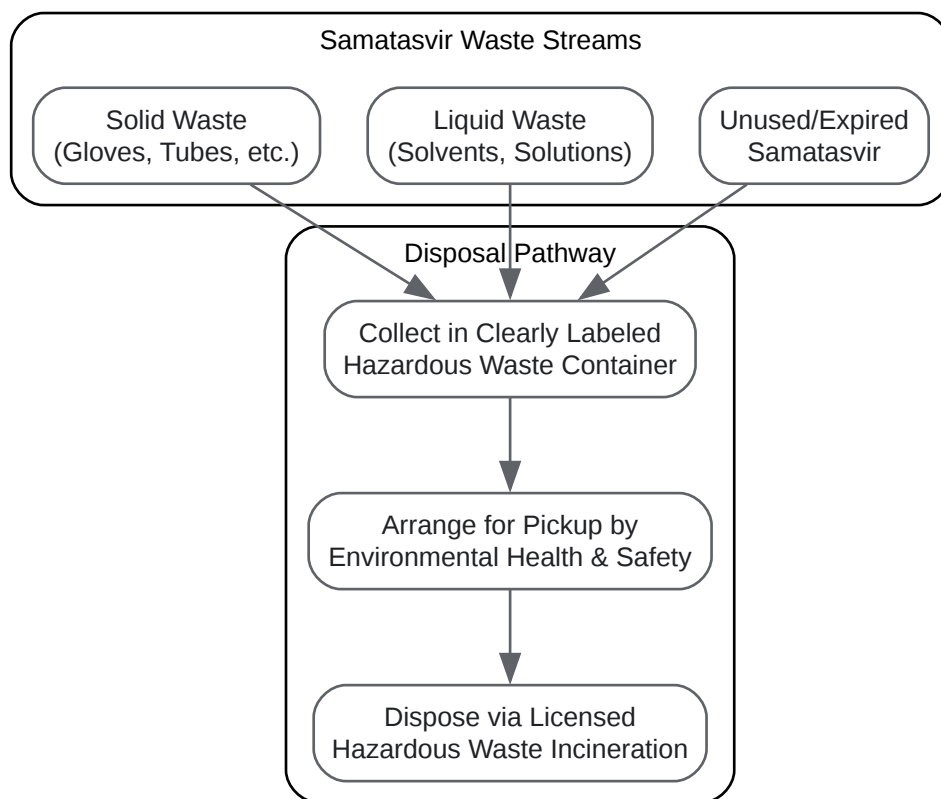 Samatasvir Waste Streams
Solid Waste
(Gloves, Tubes, etc.)
Liquid Waste
(Solvents, Solutions)
Unused/Expired
Samatasvir
Disposal Pathway
Collect in Clearly Labeled
Hazardous Waste Container
Arrange for Pickup by
Environmental Health & Safety
Dispose via Licensed
Hazardous Waste Incineration